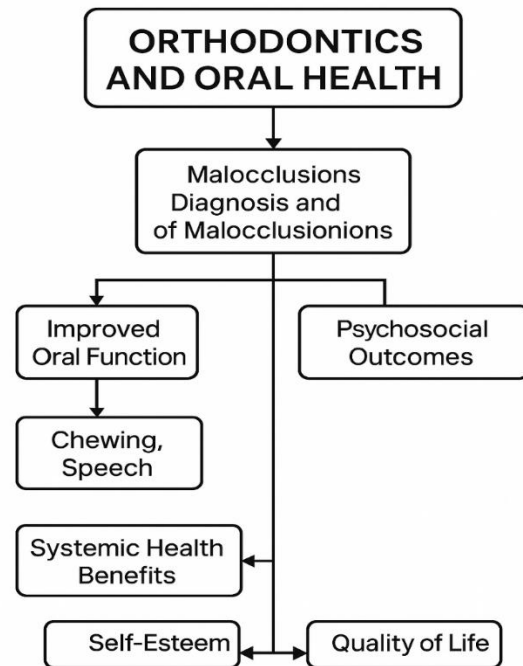 ORTHODONTICS
AND ORAL HEALTH
Malocclusions
Diagnosis and
of Malocclusionions
Improved
Oral Function
Psychosocial
Outcomes
Chewing,
Speech
Systemic Health
Benefits
Self-Esteem
Quality of Life